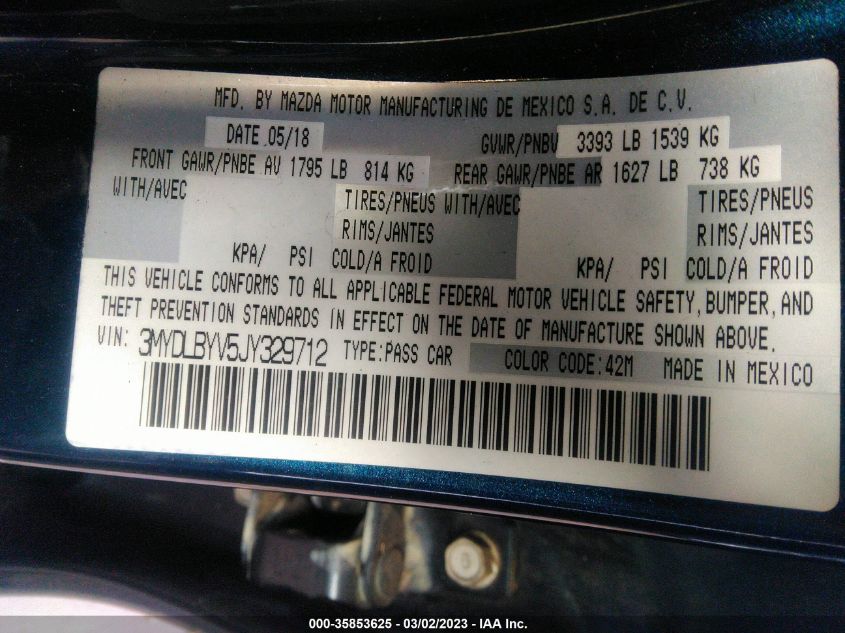 MFD. BY MAZDA MOTOR MANUFACTURING DE MEXICO S.A. DE C.V.
DATE 05/18 GVWR/PNBV 3393 LB 1539 KG
FRONT GAWR/PNBE AV 1795 LB 814 KG REAR GAWR/PNBE AR 1627 LB 738 KG
WITH/AVEC TIRES/PNEUS WITH/AVEC TIRES/PNEUS
RIMS/JANTES RIMS/JANTES
KPA/ PSI COLD/A FROID KPA/ PSI COLD/A FROID
THIS VEHICLE CONFORMS TO ALL APPLICABLE FEDERAL MOTOR VEHICLE SAFETY, BUMPER, AND
THEFT PREVENTION STANDARDS IN EFFECT ON THE DATE OF MANUFACTURE SHOWN ABOVE.
VIN: 3MYDLBYV5JY329712 TYPE: PASS CAR COLOR CODE: 42M MADE IN MEXICO
000-35853625 - 03/02/2023 - IAA Inc.